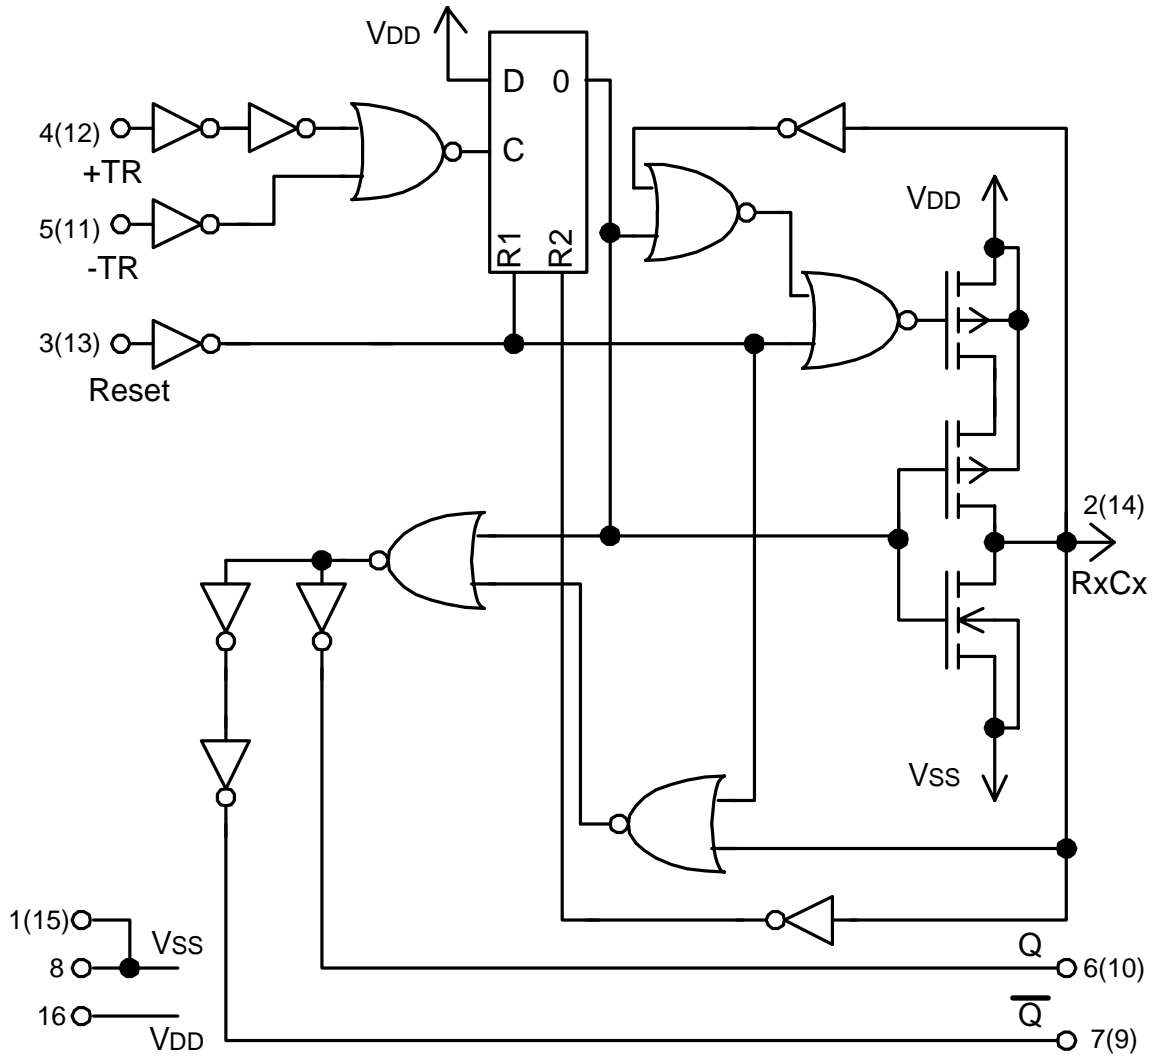 VDD
D 0
4(12)
+TR
C
5(11)
-TR
R1 R2
VDD
3(13)
Reset
2(14)
RxCx
VSS
1(15)
VSS
8
Q
6(10)
16
VDD
Q
7(9)